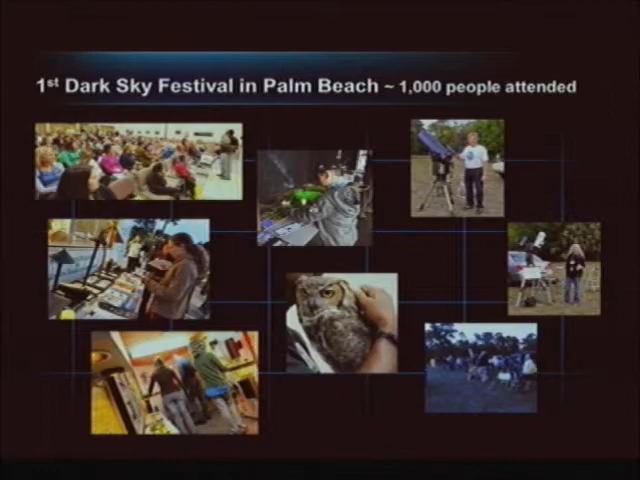 1st Dark Sky Festival in Palm Beach ~ 1,000 people attended